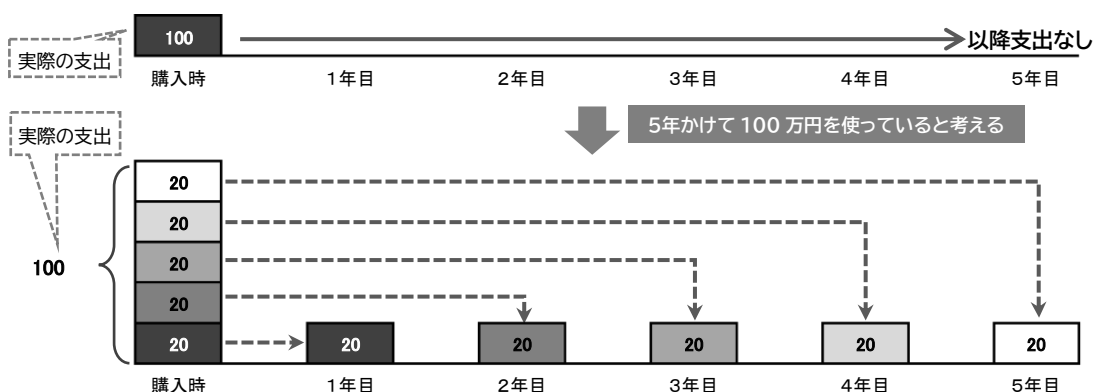 100
以降支出なし
実際の支出
購入時 1年目 2年目 3年目 4年目 5年目
実際の支出
5年かけて 100 万円を使っていると考える
20
20
20
100
20
20 20 20 20 20 20
購入時 1年目 2年目 3年目 4年目 5年目